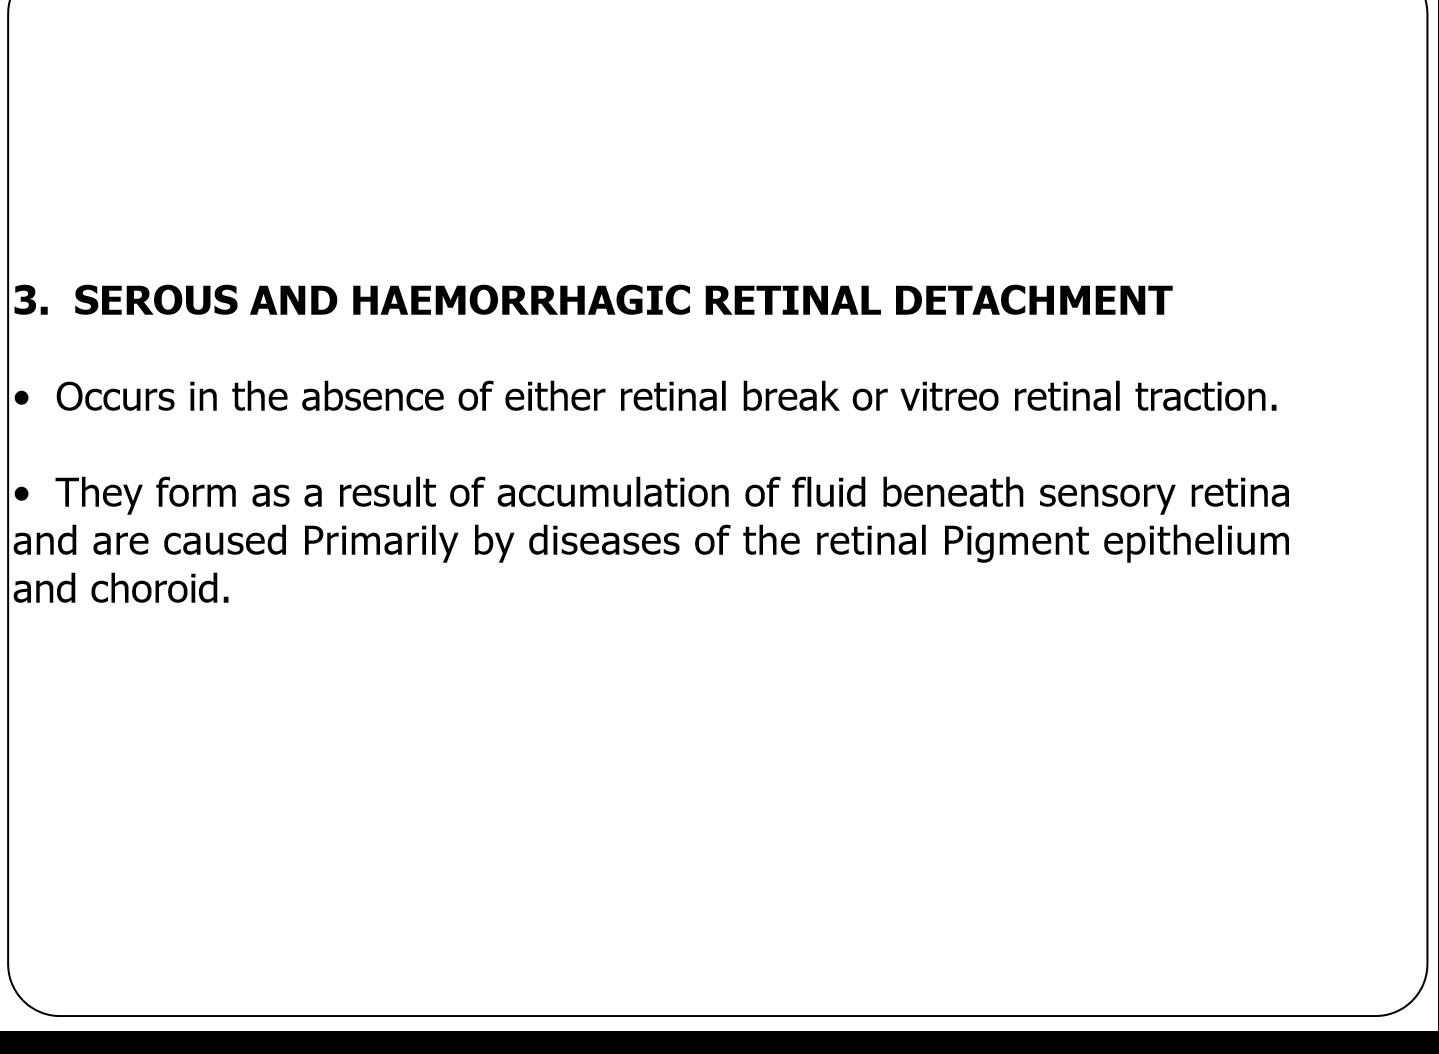 3. SEROUS AND HAEMORRHAGIC RETINAL DETACHMENT
• Occurs in the absence of either retinal break or vitreo retinal traction.
• They form as a result of accumulation of fluid beneath sensory retina
and are caused Primarily by diseases of the retinal Pigment epithelium
and choroid.